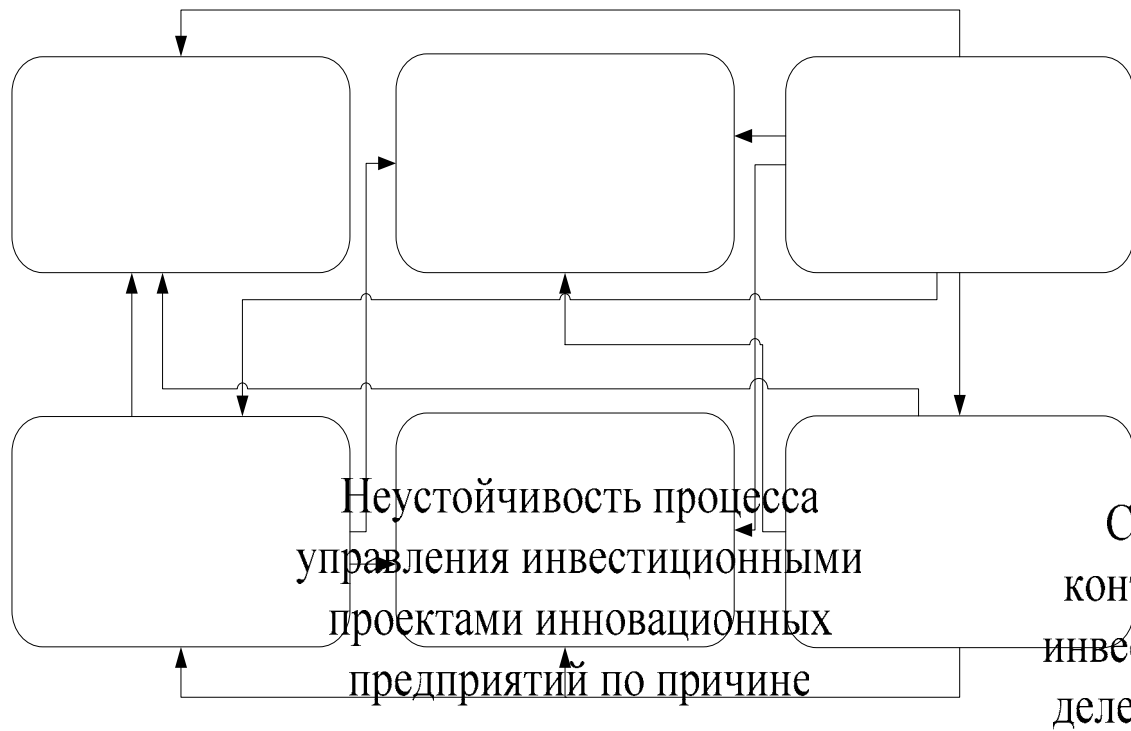 Неустойчивость процесса
управления инвестиционными
проектами инновационных
предприятий по причине